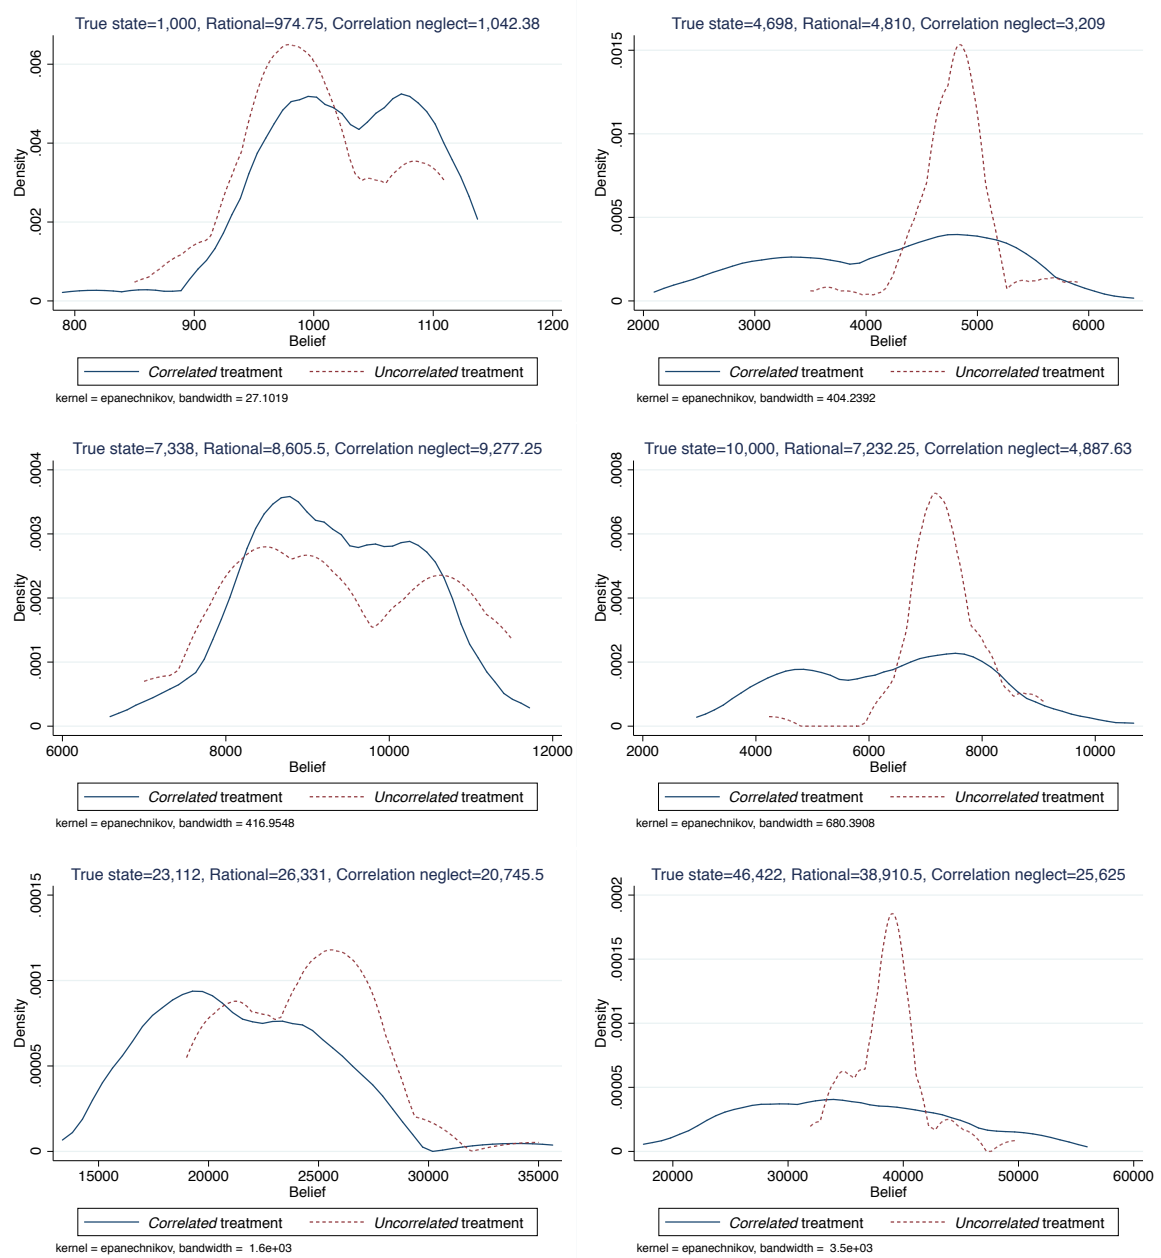 True state=1,000, Rational=974.75, Correlation neglect=1,042.38
Density
0 .002 .004 .006
800 900 1000 1100 1200
Belief
Correlated treatment Uncorrelated treatment
kernel = epanechnikov, bandwidth = 27.1019
True state=4,698, Rational=4,810, Correlation neglect=3,209
Density
0 .0005 .001 .0015
2000 3000 4000 5000 6000
Belief
Correlated treatment Uncorrelated treatment
kernel = epanechnikov, bandwidth = 404.2392
True state=7,338, Rational=8,605.5, Correlation neglect=9,277.25
Density
0 .0001 .0002 .0003 .0004
6000 8000 10000 12000
Belief
Correlated treatment Uncorrelated treatment
kernel = epanechnikov, bandwidth = 416.9548
True state=10,000, Rational=7,232.25, Correlation neglect=4,887.63
Density
0 .0002 .0004 .0006 .0008
2000 4000 6000 8000 10000
Belief
Correlated treatment Uncorrelated treatment
kernel = epanechnikov, bandwidth = 680.3908
True state=23,112, Rational=26,331, Correlation neglect=20,745.5
Density
0 .00005 .0001 .00015
15000 20000 25000 30000 35000
Belief
Correlated treatment Uncorrelated treatment
kernel = epanechnikov, bandwidth = 1.6e+03
True state=46,422, Rational=38,910.5, Correlation neglect=25,625
Density
0 .00005 .0001 .00015 .0002
20000 30000 40000 50000 60000
Belief
Correlated treatment Uncorrelated treatment
kernel = epanechnikov, bandwidth = 3.5e+03